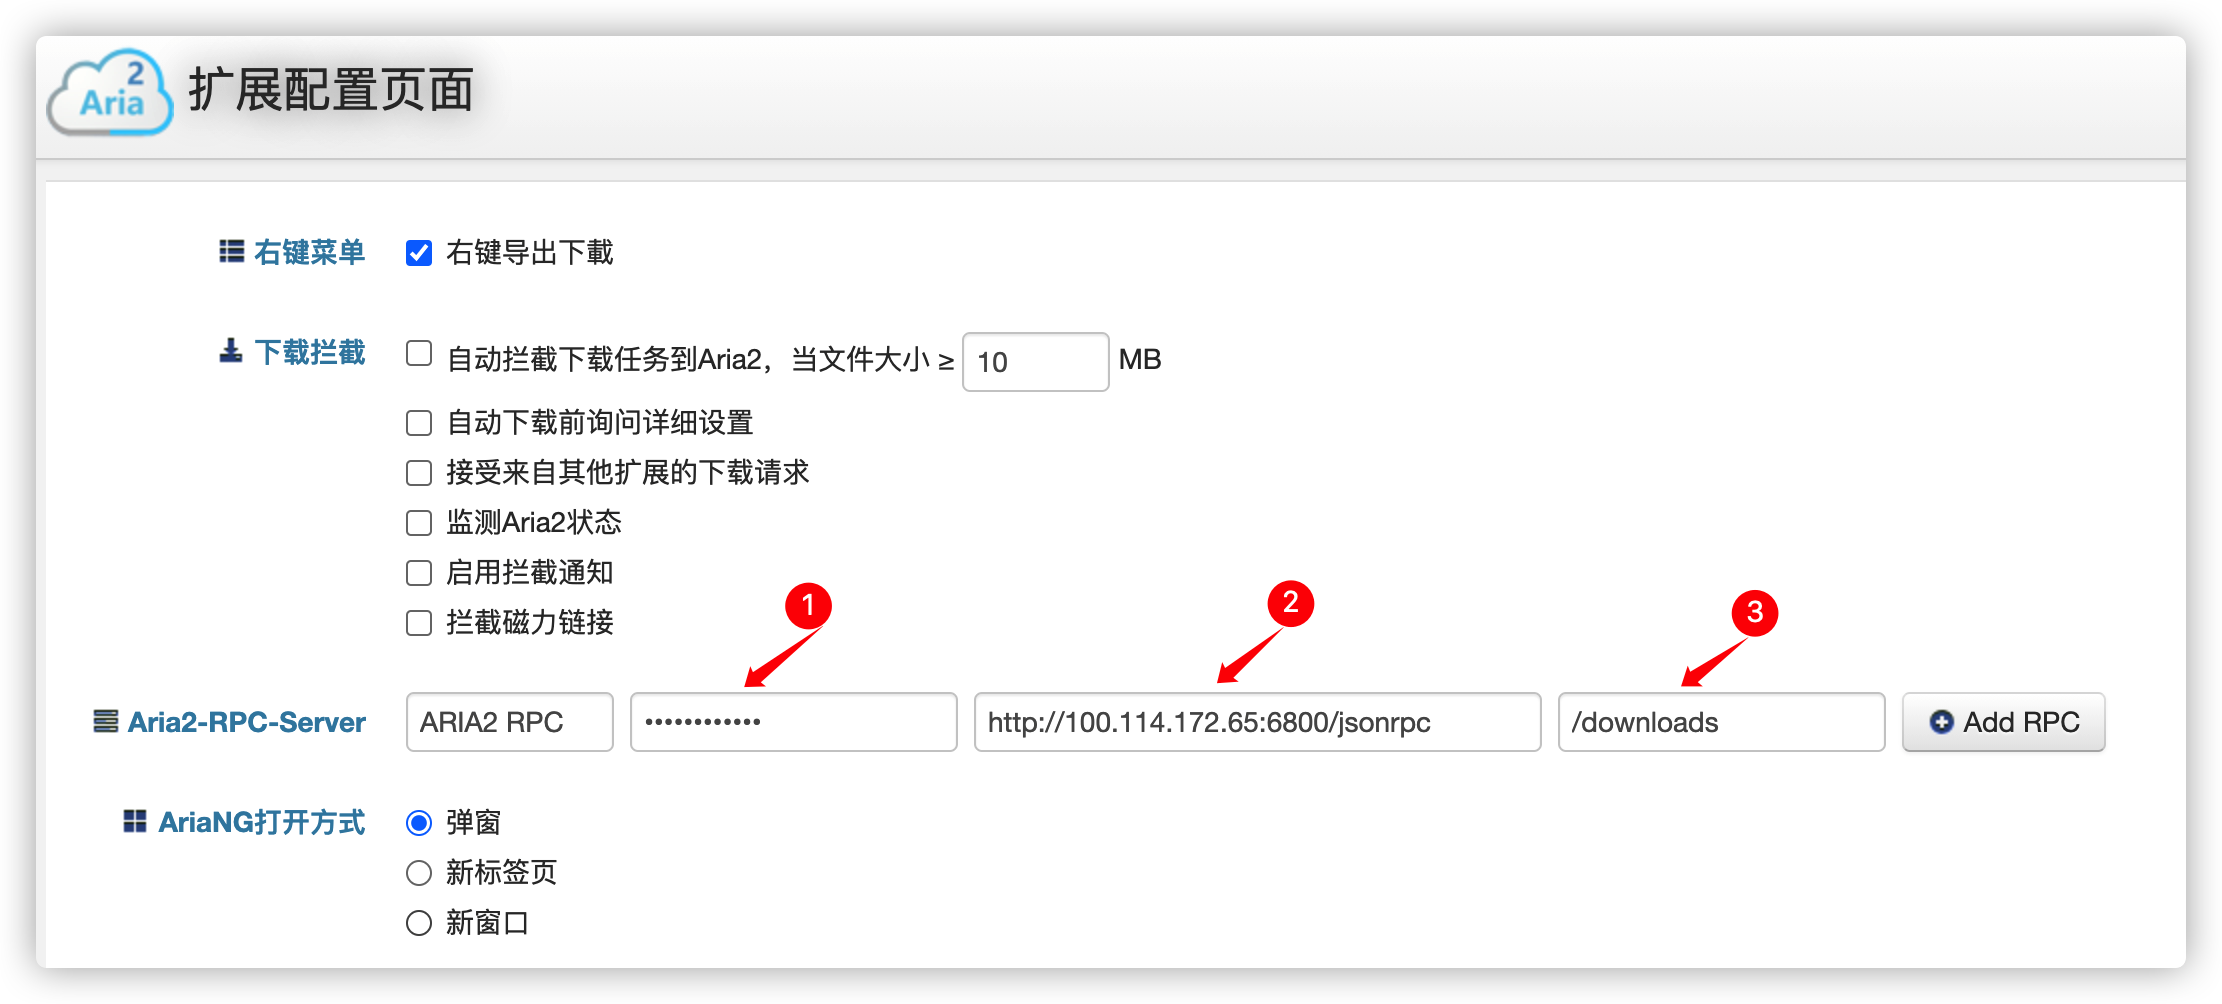 Aria2 扩展配置页面
右键菜单 右键导出下載
下载拦截 自动拦截下载任务到Aria2，当文件大小 ≥ 10 MB
自动下载前询问详细设置
接受来自其他扩展的下载请求
监测Aria2状态
启用拦截通知
拦截磁力链接
1 2 3
Aria2-RPC-Server ARIA2 RPC •••••••••••• http://100.114.172.65:6800/jsonrpc /downloads Add RPC
AriaNG打开方式 弹窗
新标签页
新窗口